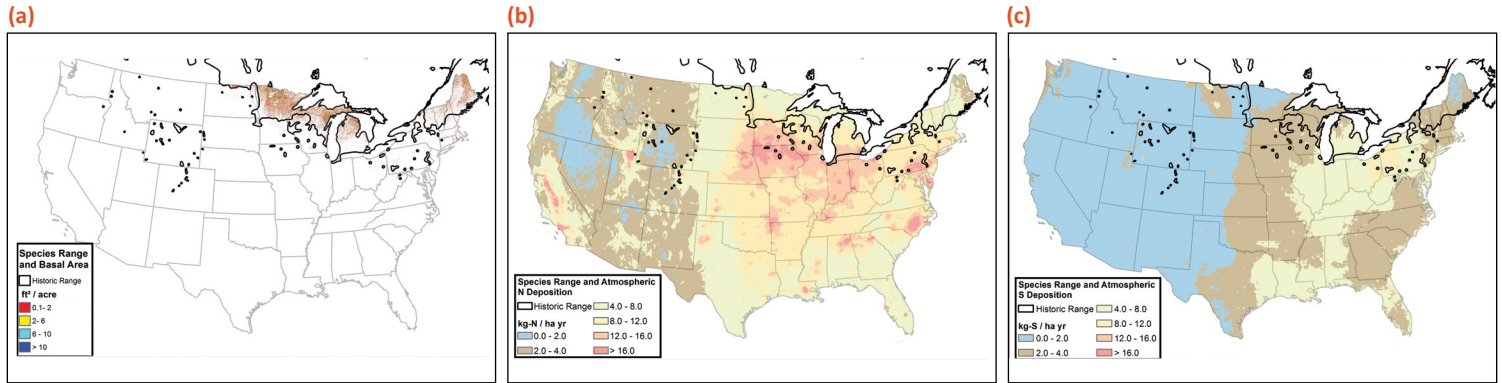 (a)
Species Range
and Basal Area
Historic Range
ft² / acre
0.1- 2
2- 6
6 - 10
> 10
(b)
Species Range and Atmospheric
N Deposition
Historic Range
kg-N / ha yr
0.0 - 2.0
2.0 - 4.0
4.0 - 8.0
8.0 - 12.0
12.0 - 16.0
> 16.0
(c)
Species Range and Atmospheric
S Deposition
Historic Range
kg-S / ha yr
0.0 - 2.0
2.0 - 4.0
4.0 - 8.0
8.0 - 12.0
12.0 - 16.0
> 16.0